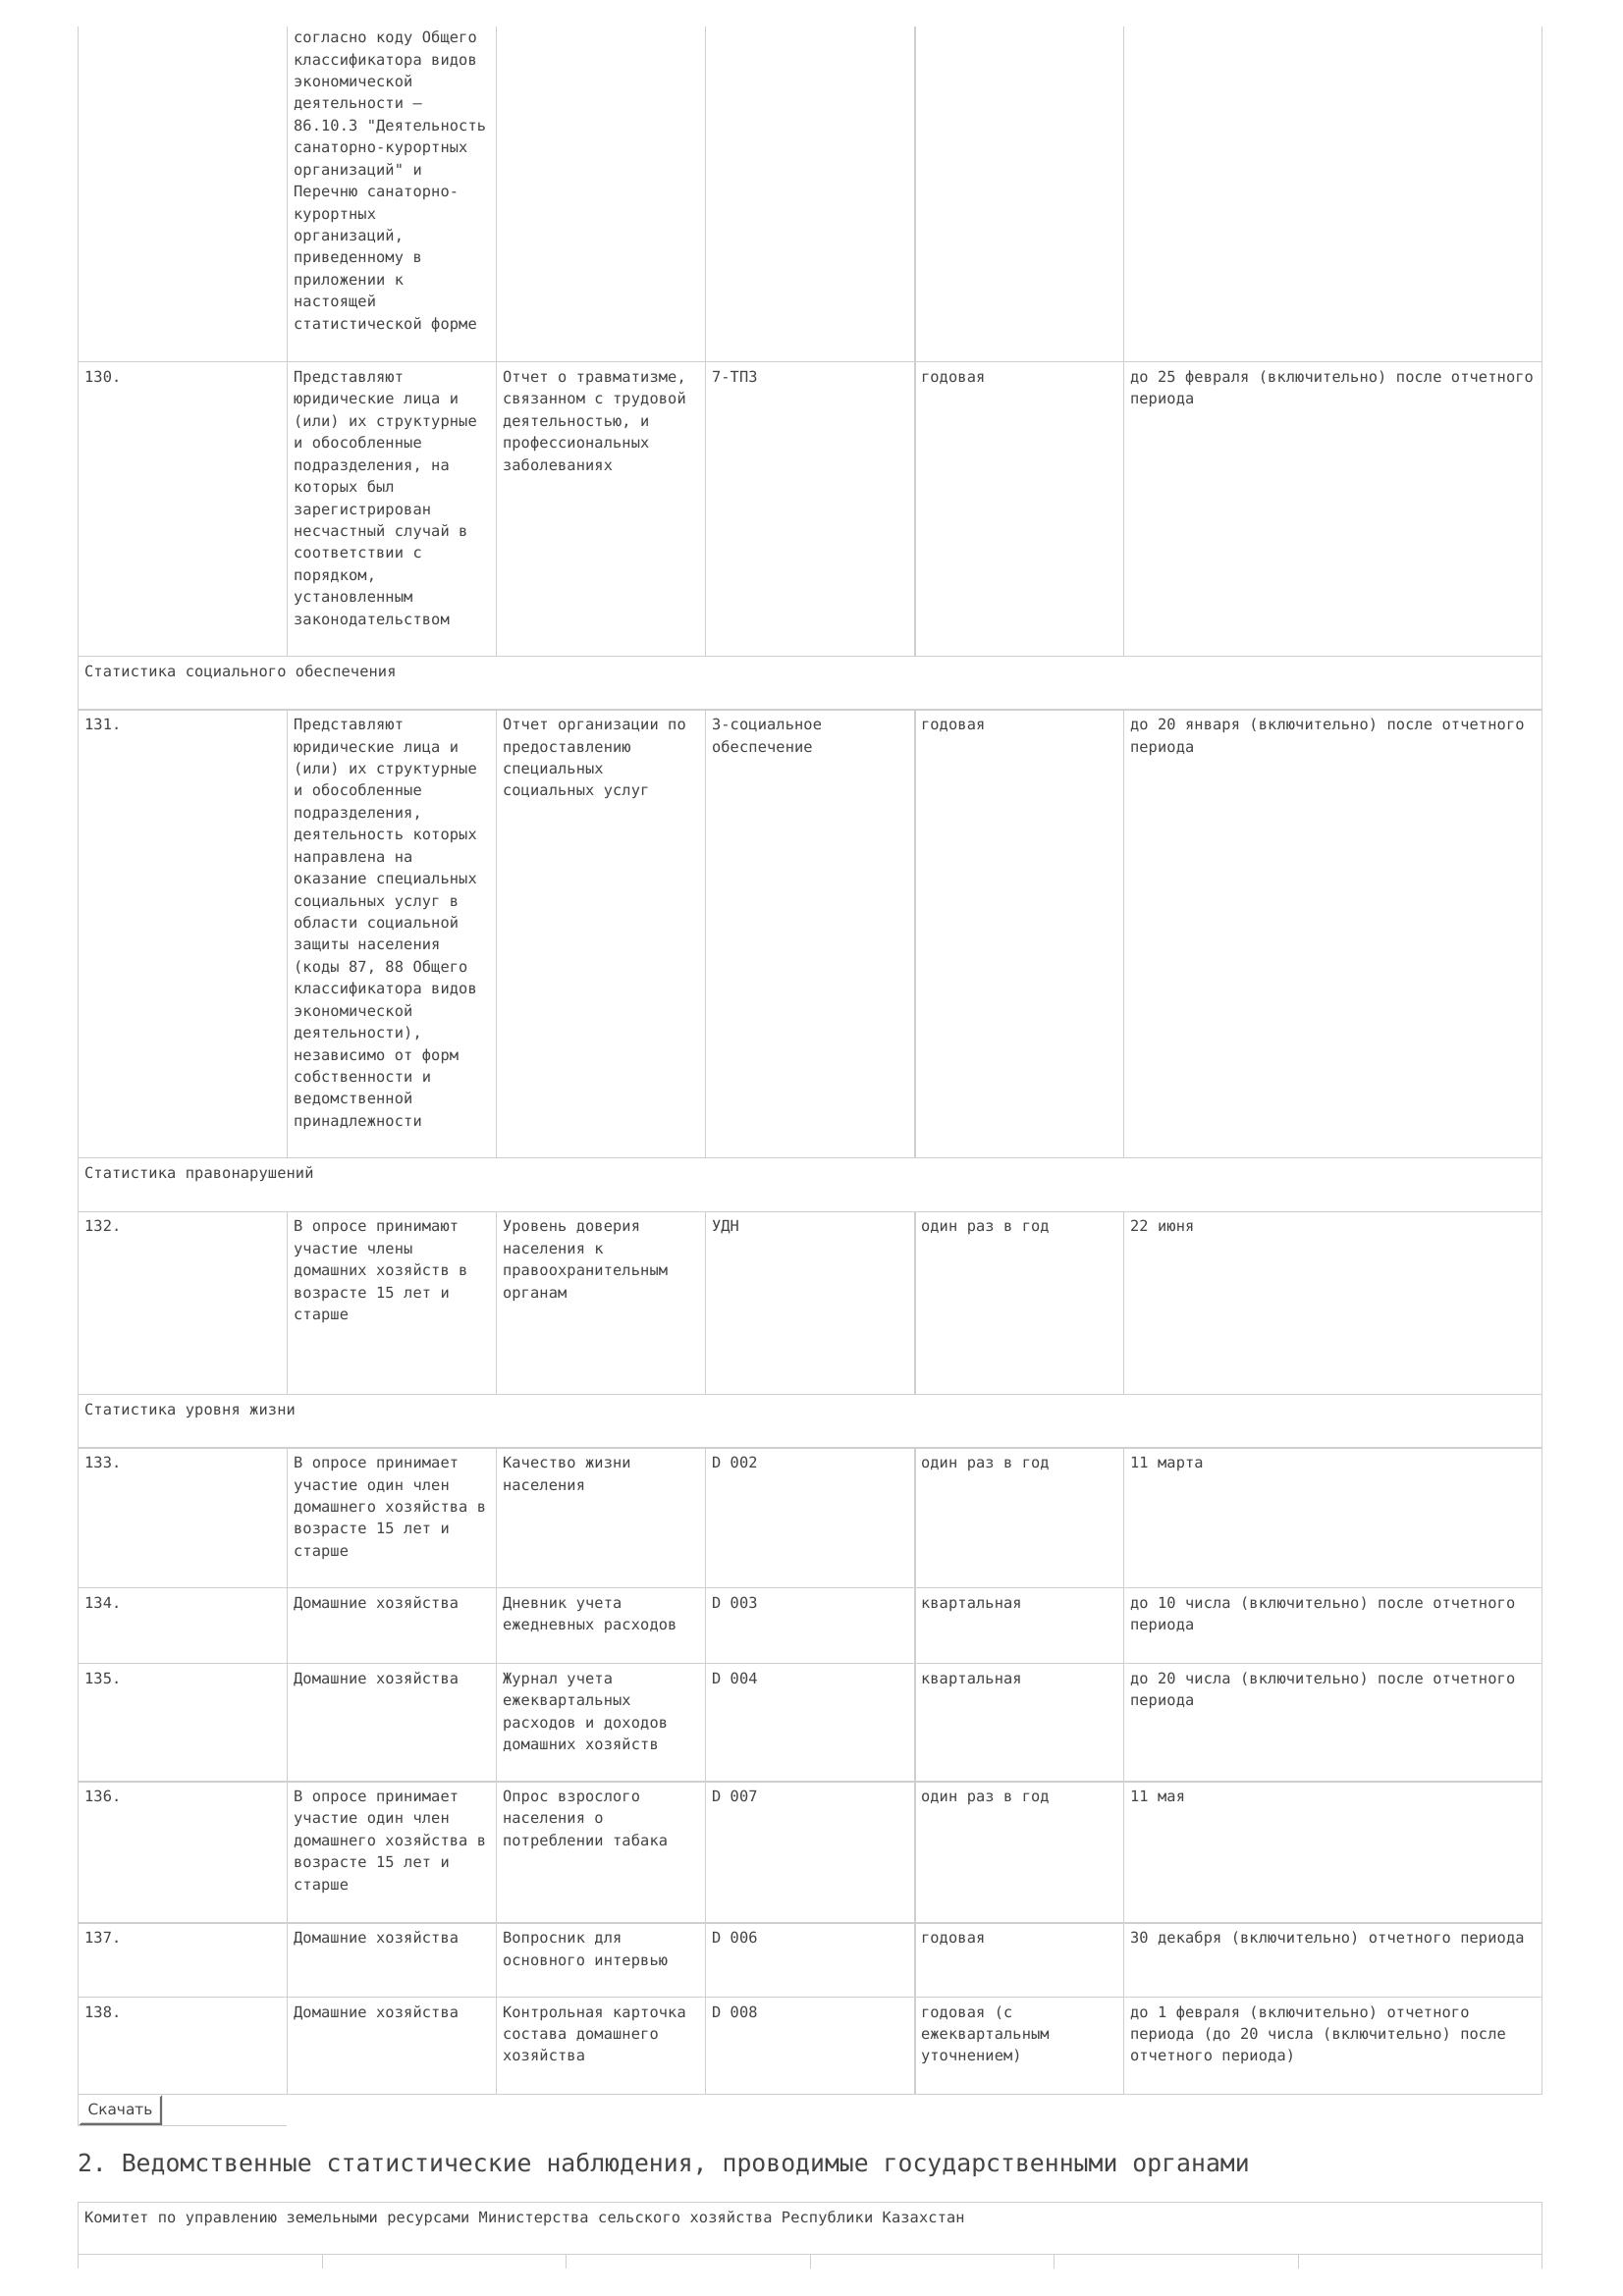 согласно коду Общего
классификатора видов
экономической
деятельности –
86.10.3 "Деятельность
санаторно-курортных
организаций" и
Перечню санаторно-
курортных
организаций,
приведенному в
приложении к
настоящей
статистической форме
130.
Представляют
юридические лица и
(или) их структурные
и обособленные
подразделения, на
которых был
зарегистрирован
несчастный случай в
соответствии с
порядком,
установленным
законодательством
Отчет о травматизме,
связанном с трудовой
деятельностью, и
профессиональных
заболеваниях
7-ТПЗ
годовая
до 25 февраля (включительно) после отчетного
периода
Статистика социального обеспечения
131.
Представляют
юридические лица и
(или) их структурные
и обособленные
подразделения,
деятельность которых
направлена на
оказание специальных
социальных услуг в
области социальной
защиты населения
(коды 87, 88 Общего
классификатора видов
экономической
деятельности),
независимо от форм
собственности и
ведомственной
принадлежности
Отчет организации по
предоставлению
специальных
социальных услуг
3-социальное
обеспечение
годовая
до 20 января (включительно) после отчетного
периода
Статистика правонарушений
132.
В опросе принимают
участие члены
домашних хозяйств в
возрасте 15 лет и
старше
Уровень доверия
населения к
правоохранительным
органам
УДН
один раз в год
22 июня
Статистика уровня жизни
133.
В опросе принимает
участие один член
домашнего хозяйства в
возрасте 15 лет и
старше
Качество жизни
населения
D 002
один раз в год
11 марта
134.
Домашние хозяйства
Дневник учета
ежедневных расходов
D 003
квартальная
до 10 числа (включительно) после отчетного
периода
135.
Домашние хозяйства
Журнал учета
ежеквартальных
расходов и доходов
домашних хозяйств
D 004
квартальная
до 20 числа (включительно) после отчетного
периода
136.
В опросе принимает
участие один член
домашнего хозяйства в
возрасте 15 лет и
старше
Опрос взрослого
населения о
потреблении табака
D 007
один раз в год
11 мая
137.
Домашние хозяйства
Вопросник для
основного интервью
D 006
годовая
30 декабря (включительно) отчетного периода
138.
Домашние хозяйства
Контрольная карточка
состава домашнего
хозяйства
D 008
годовая (с
ежеквартальным
уточнением)
до 1 февраля (включительно) отчетного
периода (до 20 числа (включительно) после
отчетного периода)
Скачать
2. Ведомственные статистические наблюдения, проводимые государственными органами
Комитет по управлению земельными ресурсами Министерства сельского хозяйства Республики Казахстан